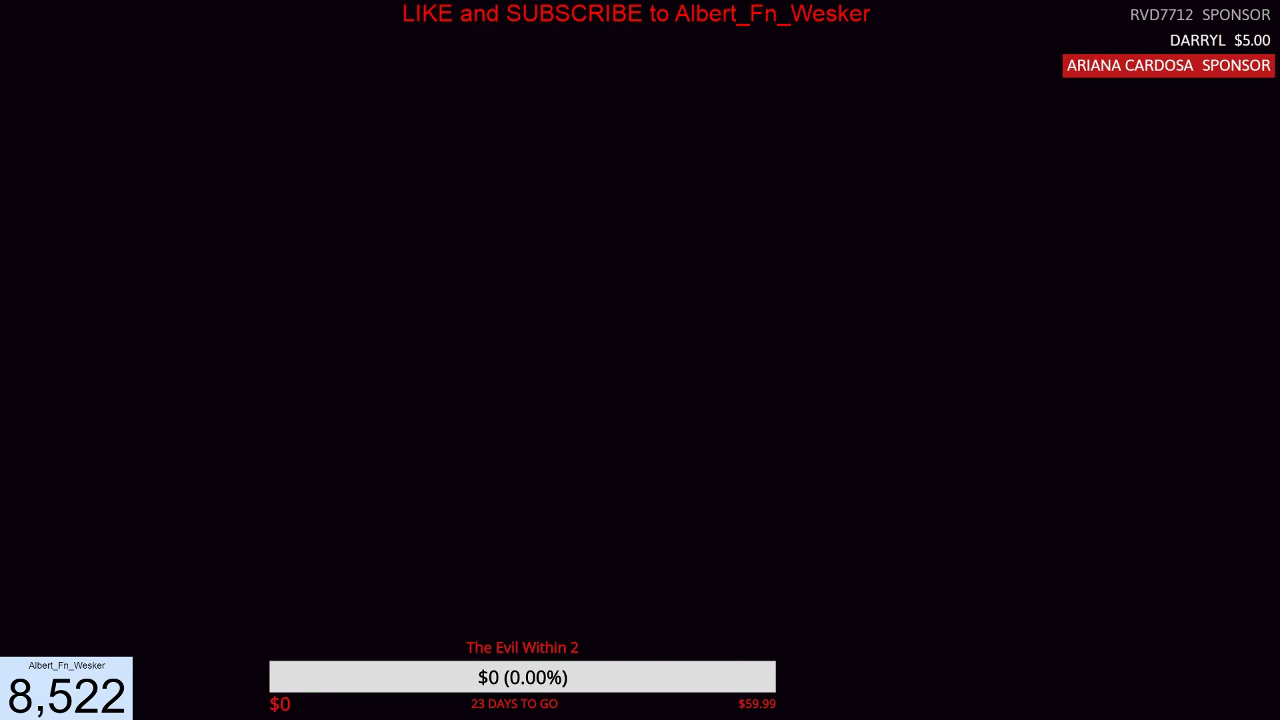 LIKE and SUBSCRIBE to Albert_Fn_Wesker
RVD7712 SPONSOR
DARRYL $5.00
ARIANA CARDOSA SPONSOR
The Evil Within 2
$0 (0.00%)
$0 23 DAYS TO GO $59.99
Albert_Fn_Wesker
8,522